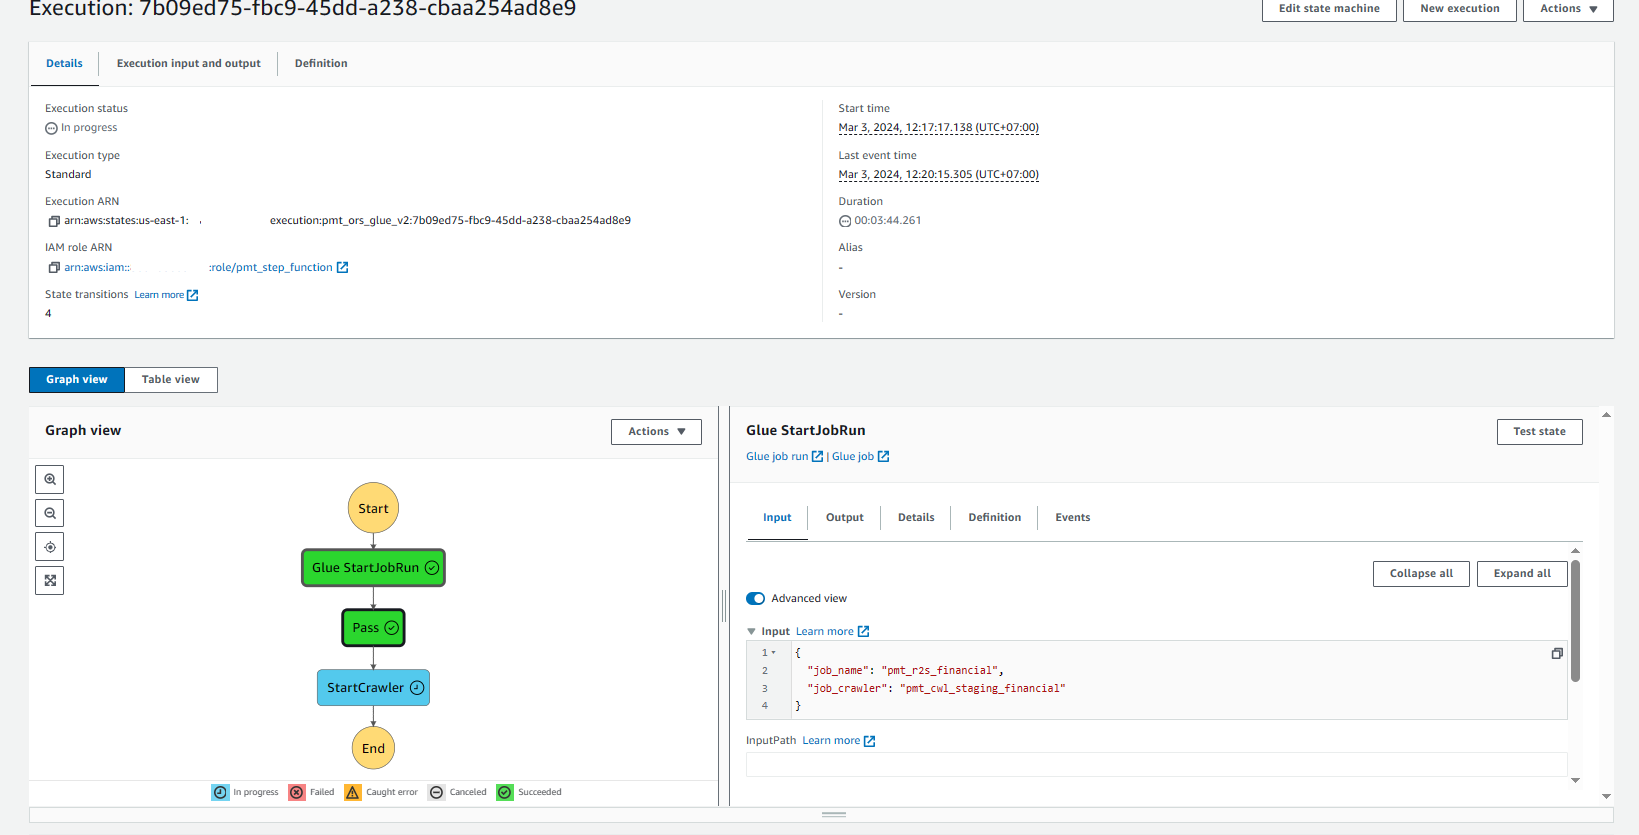 Execution: 7b09ed75-fbc9-45dd-a238-cbaa254ad8e9
Edit state machine
New execution
Actions
Details
Execution input and output
Definition
Execution status
In progress
Execution type
Standard
Execution ARN
arn:aws:states:us-east-1: execution:pmt_ors_glue_v2:7b09ed75-fbc9-45dd-a238-cbaa254ad8e9
IAM role ARN
arn:aws:iam:: :role/pmt_step_function
State transitions Learn more
4
Start time
Mar 3, 2024, 12:17:17.138 (UTC+07:00)
Last event time
Mar 3, 2024, 12:20:15.305 (UTC+07:00)
Duration
00:03:44.261
Alias
-
Version
-
Graph view
Table view
Graph view
Actions
Start
Glue StartJobRun
Pass
StartCrawler
End
In progress
Failed
Caught error
Canceled
Succeeded
Glue StartJobRun
Test state
Glue job run | Glue job
Input
Output
Details
Definition
Events
Collapse all
Expand all
Advanced view
Input Learn more
1 {
2 "job_name": "pmt_r2s_financial",
3 "job_crawler": "pmt_cwl_staging_financial"
4 }
InputPath Learn more